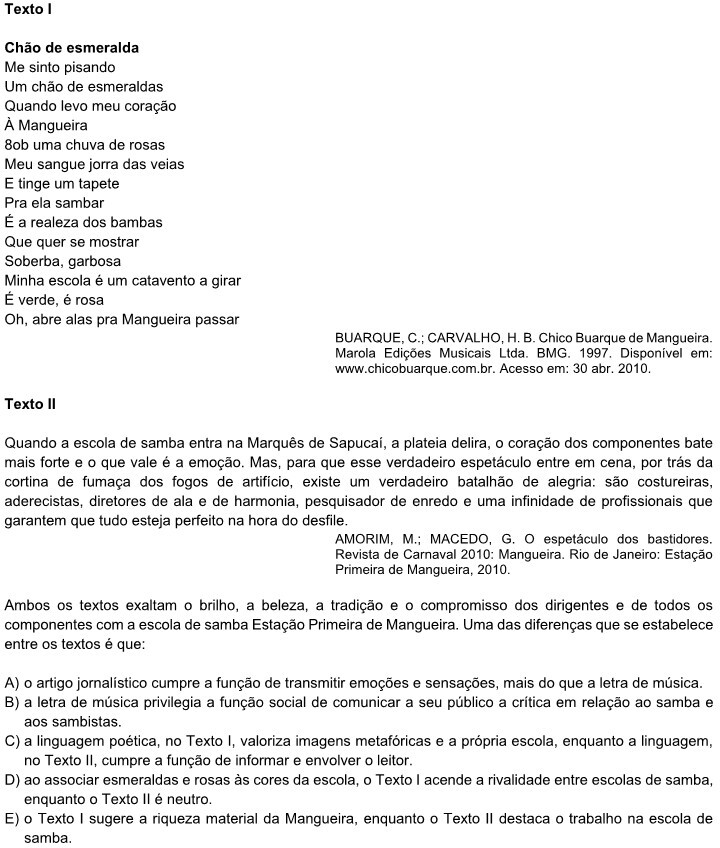 Texto I
Chão de esmeralda
Me sinto pisando
Um chão de esmeraldas
Quando levo meu coração
À Mangueira
8ob uma chuva de rosas
Meu sangue jorra das veias
E tinge um tapete
Pra ela sambar
É a realeza dos bambas
Que quer se mostrar
Soberba, garbosa
Minha escola é um catavento a girar
É verde, é rosa
Oh, abre alas pra Mangueira passar
BUARQUE, C.; CARVALHO, H. B. Chico Buarque de Mangueira.
Marola Edições Musicais Ltda. BMG. 1997. Disponível em:
www.chicobuarque.com.br. Acesso em: 30 abr. 2010.
Texto II
Quando a escola de samba entra na Marquês de Sapucaí, a plateia delira, o coração dos componentes bate
mais forte e o que vale é a emoção. Mas, para que esse verdadeiro espetáculo entre em cena, por trás da
cortina de fumaça dos fogos de artifício, existe um verdadeiro batalhão de alegria: são costureiras,
aderecistas, diretores de ala e de harmonia, pesquisador de enredo e uma infinidade de profissionais que
garantem que tudo esteja perfeito na hora do desfile.
AMORIM, M.; MACEDO, G. O espetáculo dos bastidores.
Revista de Carnaval 2010: Mangueira. Rio de Janeiro: Estação
Primeira de Mangueira, 2010.
Ambos os textos exaltam o brilho, a beleza, a tradição e o compromisso dos dirigentes e de todos os
componentes com a escola de samba Estação Primeira de Mangueira. Uma das diferenças que se estabelece
entre os textos é que:
A) o artigo jornalístico cumpre a função de transmitir emoções e sensações, mais do que a letra de música.
B) a letra de música privilegia a função social de comunicar a seu público a crítica em relação ao samba e
aos sambistas.
C) a linguagem poética, no Texto I, valoriza imagens metafóricas e a própria escola, enquanto a linguagem,
no Texto II, cumpre a função de informar e envolver o leitor.
D) ao associar esmeraldas e rosas às cores da escola, o Texto I acende a rivalidade entre escolas de samba,
enquanto o Texto II é neutro.
E) o Texto I sugere a riqueza material da Mangueira, enquanto o Texto II destaca o trabalho na escola de
samba.